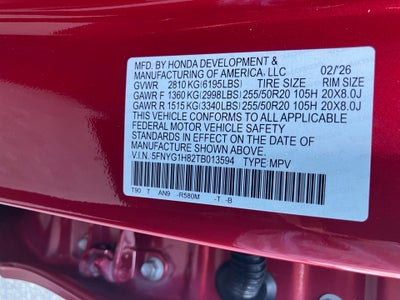 MFD. BY HONDA DEVELOPMENT &
MANUFACTURING OF AMERICA, LLC 02/'26
GVWR 2810 KG(6195LBS) TIRE SIZE RIM SIZE
GAWR F 1360 KG(2998LBS) 255/50R20 105H 20X8.0J
GAWR R 1515 KG(3340LBS) 255/50R20 105H 20X8.0J
THIS VEHICLE CONFORMS TO ALL APPLICABLE
FEDERAL MOTOR VEHICLE SAFETY
STANDARDS IN EFFECT ON THE DATE OF
MANUFACTURE SHOWN ABOVE.
V.I.N. 5FNYG1H82TB013594 TYPE:MPV
T90 T AN9 -R580M -T -B